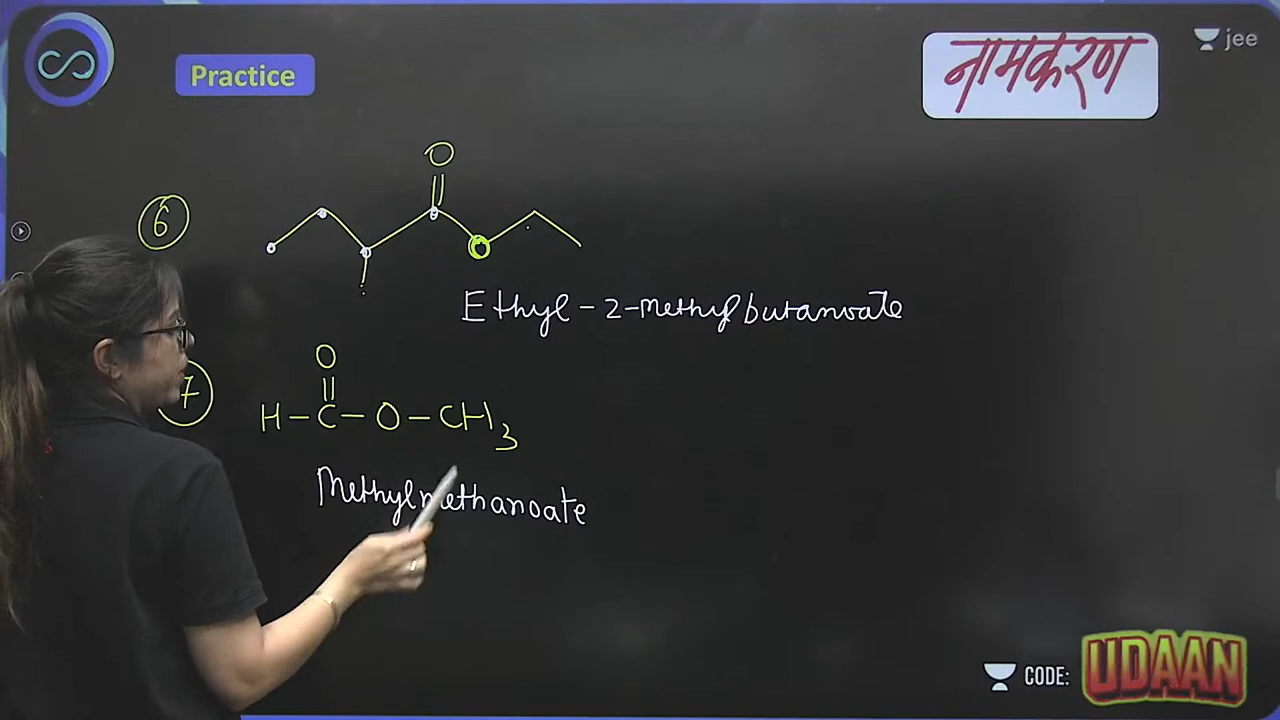 Practice
नामकरण
jee
6
O
O
Ethyl-2-methylbutanoate
7
O
H-C-O-CH3
Methylmethanoate
CODE: UDAAN